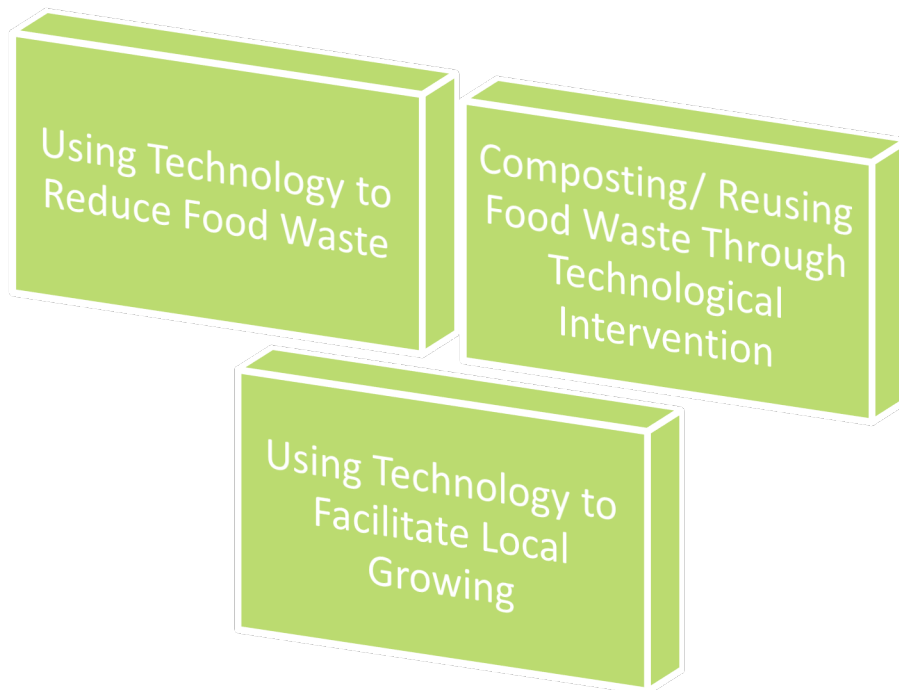 Using Technology to
Reduce Food Waste
Composting/ Reusing
Food Waste Through
Technological
Intervention
Using Technology to
Facilitate Local
Growing